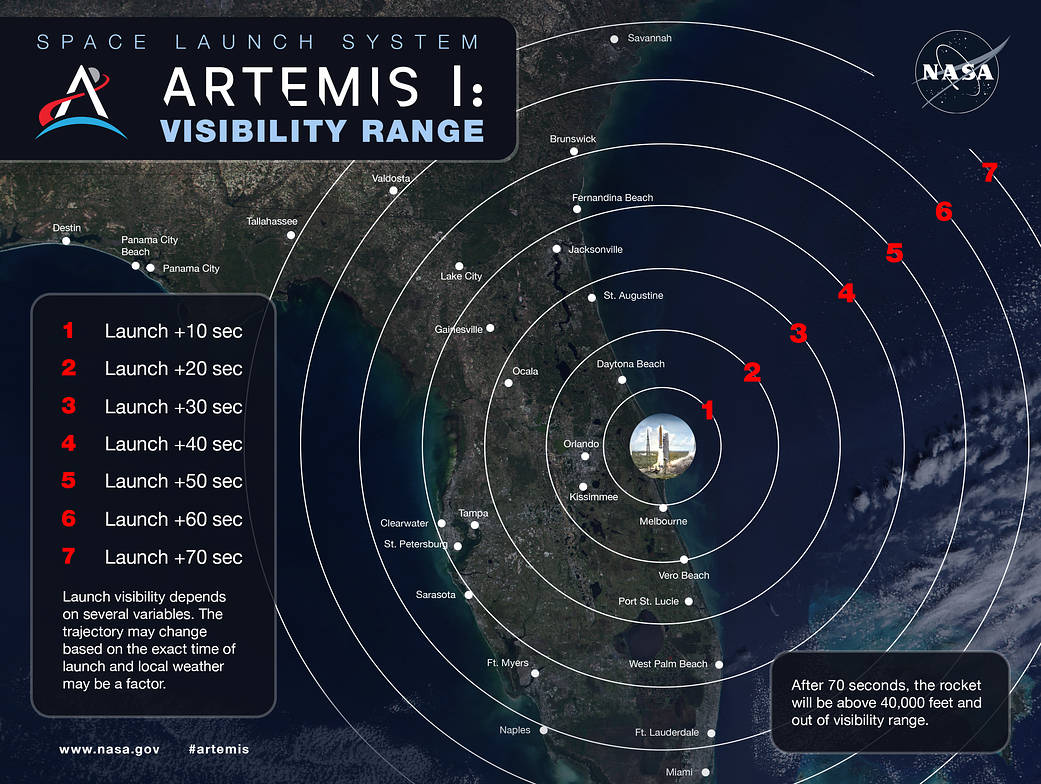 SPACE LAUNCH SYSTEM
ARTEMIS I:
VISIBILITY RANGE
NASA
Savannah
Brunswick
Valdosta
Fernandina Beach
Tallahassee
Destin
Panama City
Beach
Panama City
Jacksonville
Lake City
St. Augustine
Gainesville
Daytona Beach
Ocala
Orlando
Kissimmee
Melbourne
Tampa
Clearwater
St. Petersburg
Vero Beach
Sarasota
Port St. Lucie
Ft. Myers
West Palm Beach
Naples
Ft. Lauderdale
Miami
7
6
5
4
3
2
1
1 Launch +10 sec
2 Launch +20 sec
3 Launch +30 sec
4 Launch +40 sec
5 Launch +50 sec
6 Launch +60 sec
7 Launch +70 sec
Launch visibility depends
on several variables. The
trajectory may change
based on the exact time of
launch and local weather
may be a factor.
After 70 seconds, the rocket
will be above 40,000 feet and
out of visibility range.
www.nasa.gov #artemis